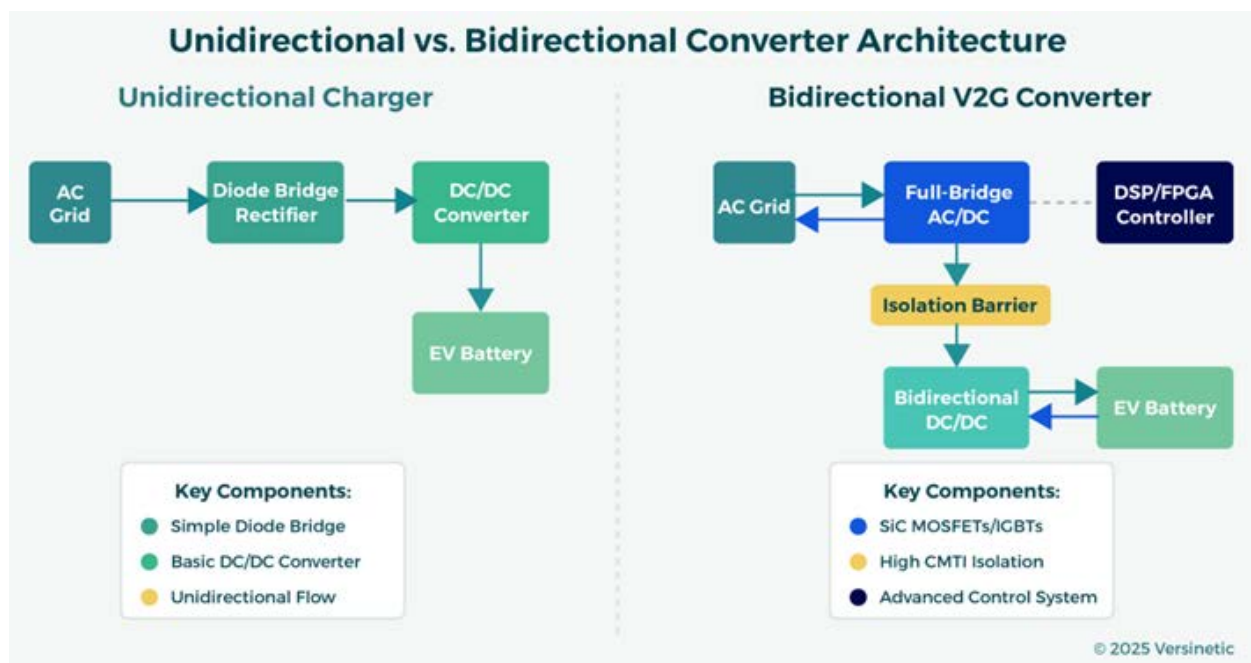 Unidirectional vs. Bidirectional Converter Architecture
Unidirectional Charger
AC
Grid
Diode Bridge
Rectifier
DC/DC
Converter
EV Battery
Key Components:
Simple Diode Bridge
Basic DC/DC Converter
Unidirectional Flow
Bidirectional V2G Converter
AC Grid
Full-Bridge
AC/DC
DSP/FPGA
Controller
Isolation Barrier
Bidirectional
DC/DC
EV Battery
Key Components:
SiC MOSFETs/IGBTs
High CMTI Isolation
Advanced Control System
© 2025 Versinetic